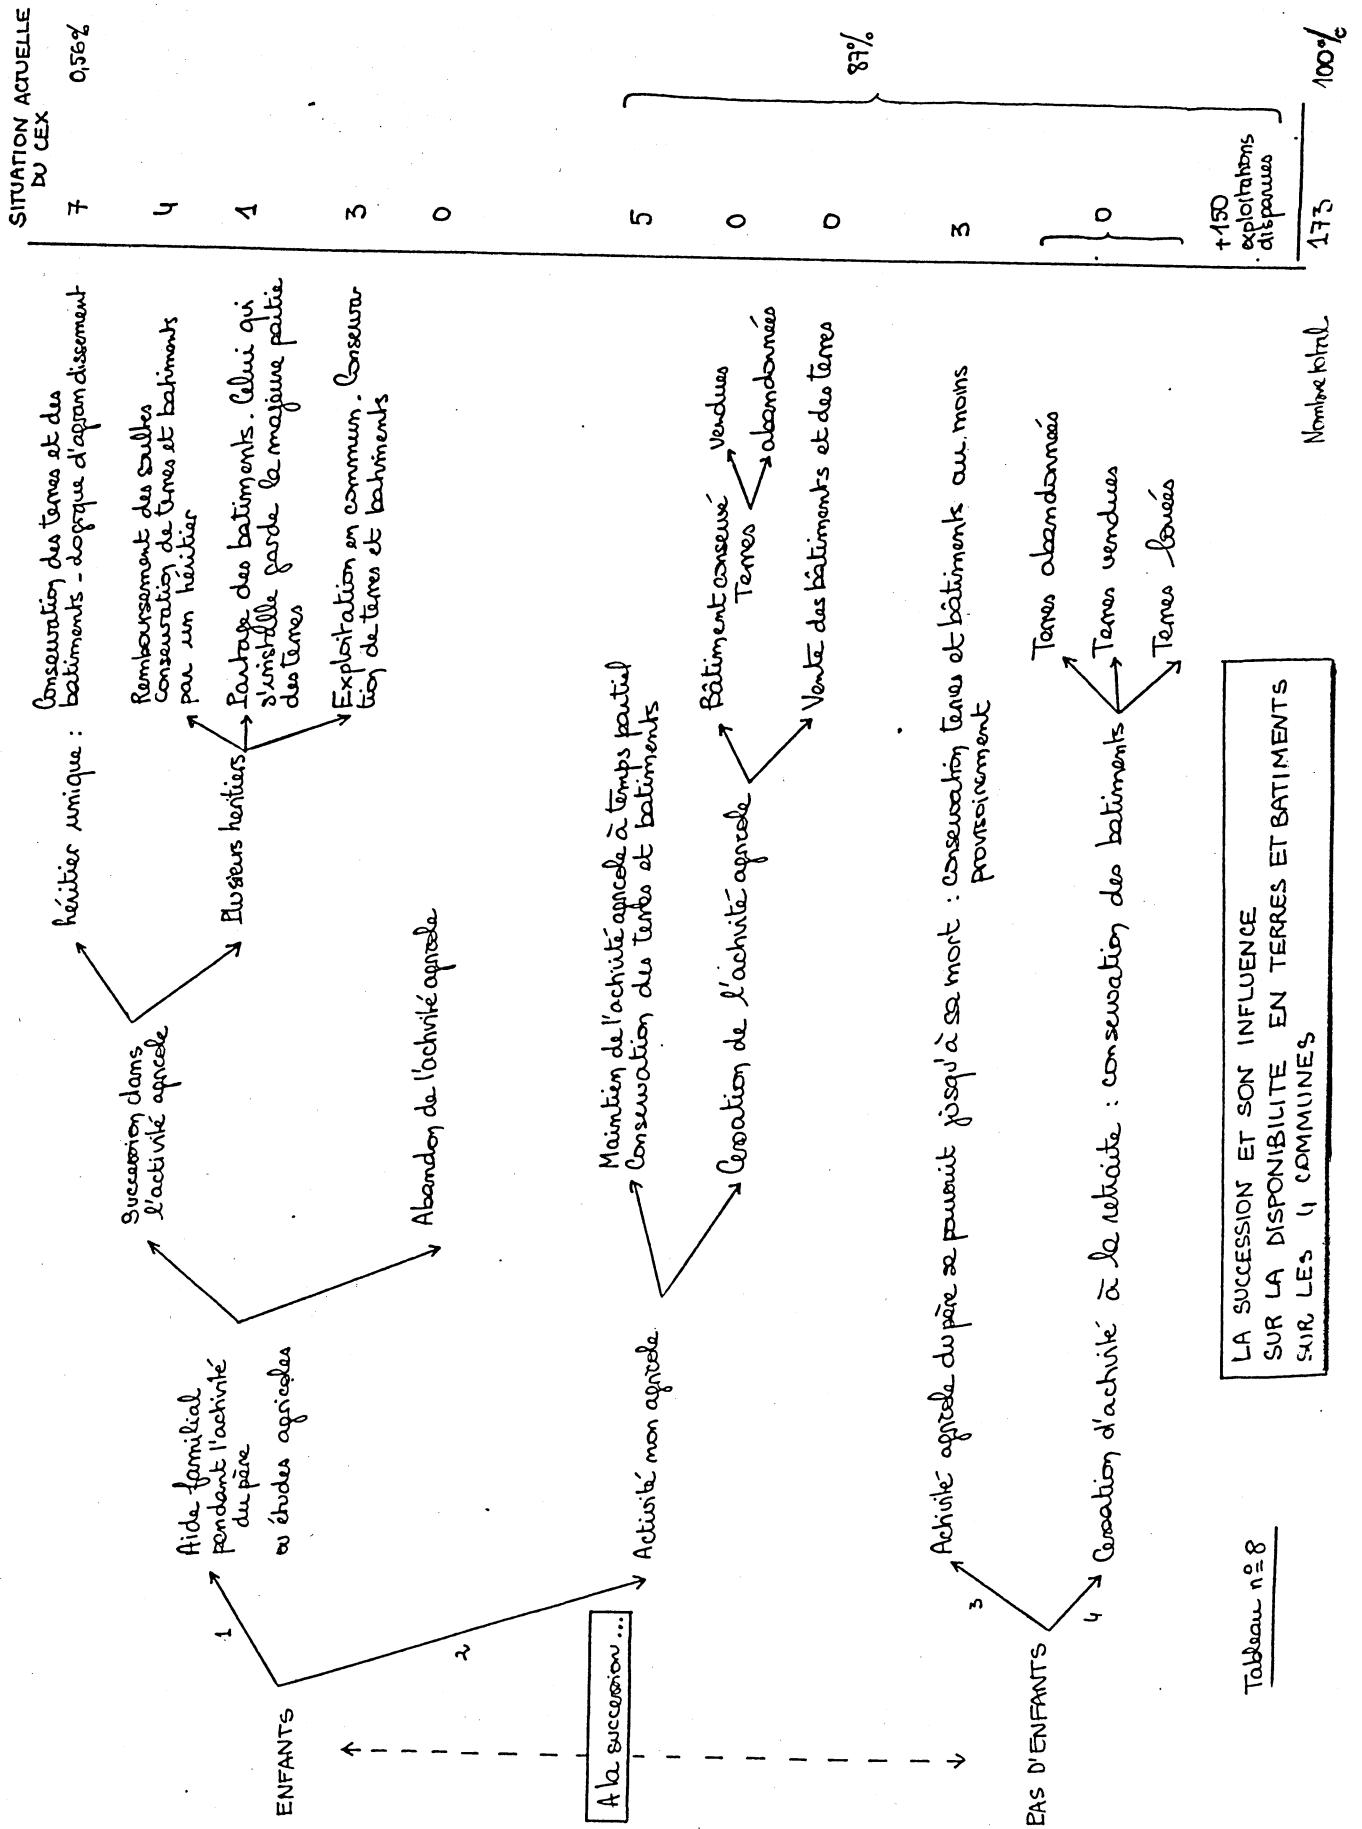 SITUATION ACTUELLE
DU CEX
héritier unique :
Conservation des terres et des
batiments - logique d'agrandissement
7
0,56%
Succession dans
l'activité agricole
Remboursement des soultes
Conservation de terres et batiments
par un héritier
4
Plusieurs heritiers
Partage des batiments. Celui qui
s'installe garde la majeure partie
des terres
1
Aide familial
pendant l'activité
du père
ou études agricoles
1
Exploitation en commun. Conserva-
tion de terres et batiments
3
ENFANTS
Abandon de l'activité agricole
0
2
Activité non agricole
Maintien de l'activité agricole à temps partiel
Conservation des terres et batiments
5
A la succession ...
Cessation de l'activité agricole
Bâtiment conservé
Terres
Vendues
abandonnées
0
Vente des bâtiments et des terres
0
87%
3
Activité agricole du père se pousuit jusqu'à sa mort : conservation terres et bâtiments au moins
provisoirement
3
PAS D'ENFANTS
4
Cessation d'activité à la retraite : conservation des batiments
Terres abandonnées
Terres vendues
Terres louées
0
+150
exploitations
disparues
Tableau n° 8
LA SUCCESSION ET SON INFLUENCE
SUR LA DISPONIBILITE EN TERRES ET BATIMENTS
SUR LES 4 COMMUNES
Nombre total
173
100%